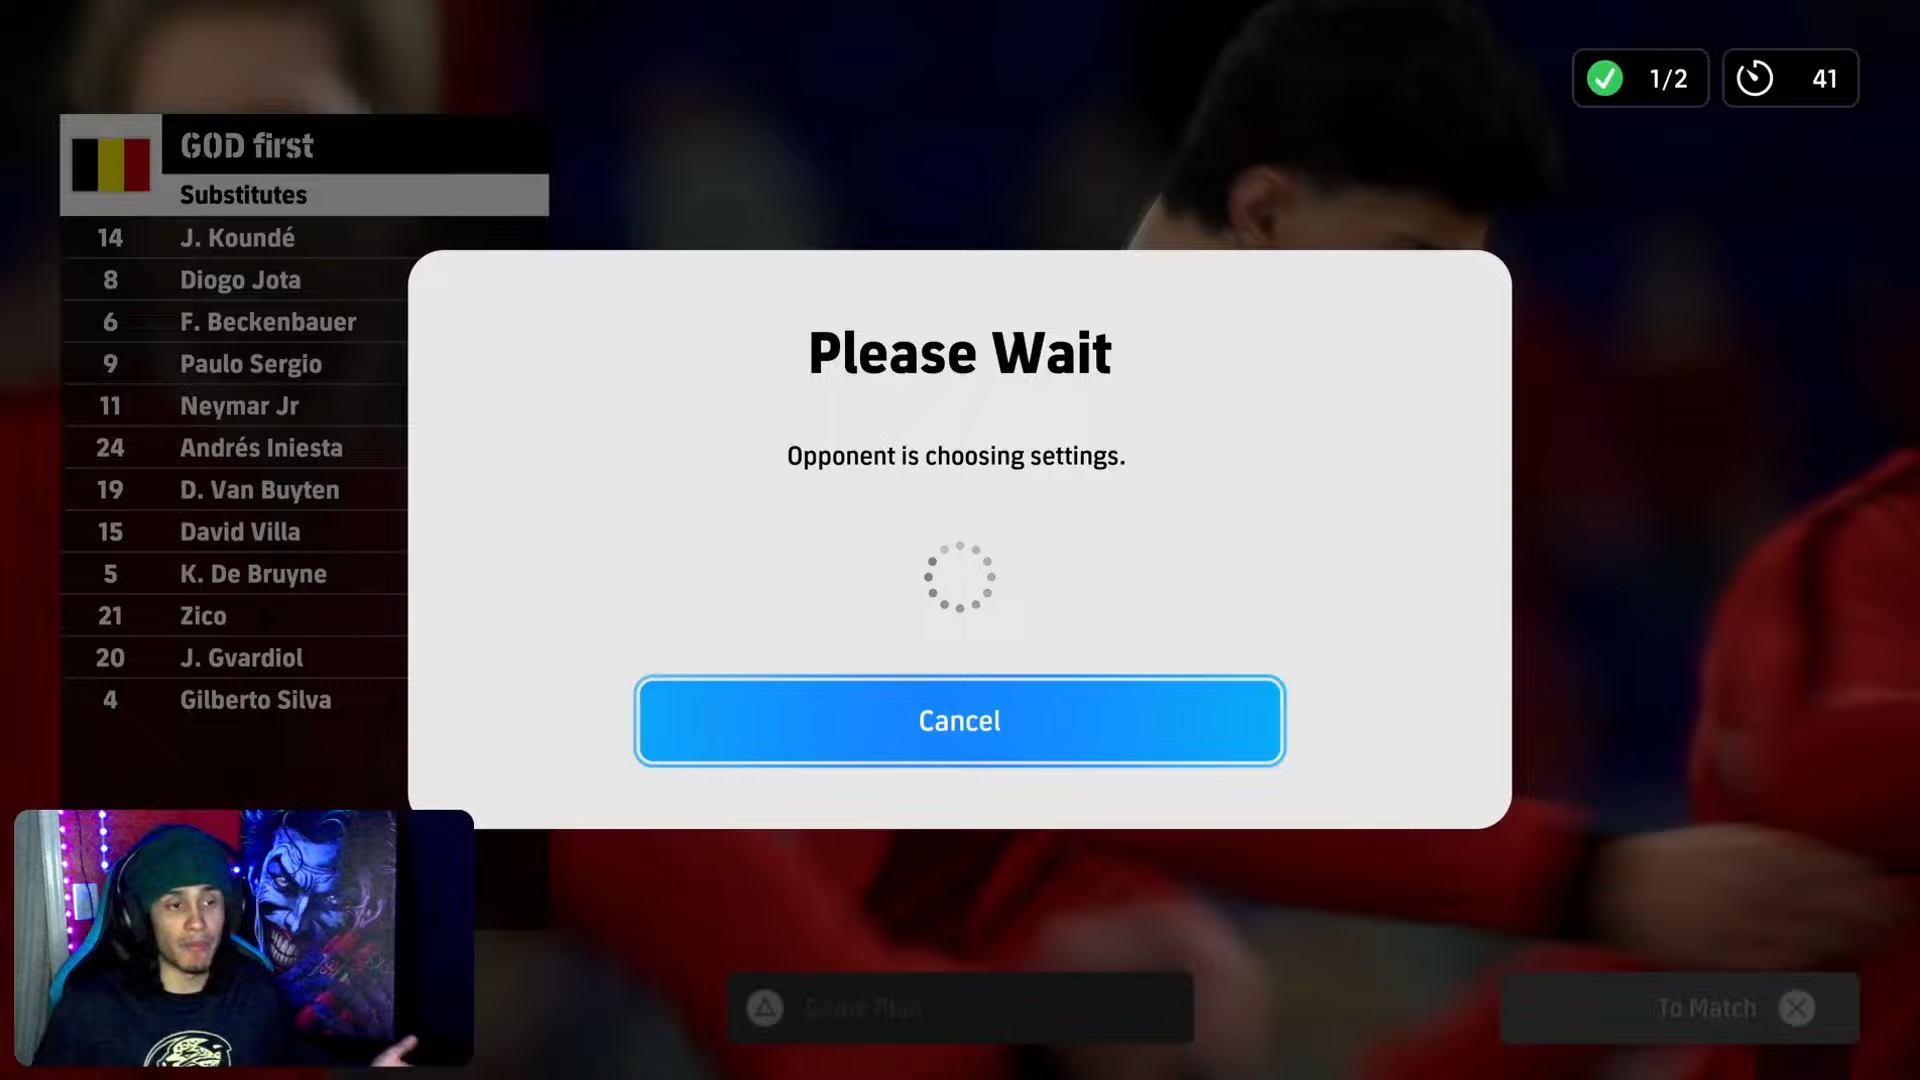 1/2
41
GOD first
Substitutes
14 J. Koundé
8 Diogo Jota
6 F. Beckenbauer
9 Paulo Sergio
11 Neymar Jr
24 Andrés Iniesta
19 D. Van Buyten
15 David Villa
5 K. De Bruyne
21 Zico
20 J. Gvardiol
4 Gilberto Silva
Please Wait
Opponent is choosing settings.
Cancel
Game Plan
To Match